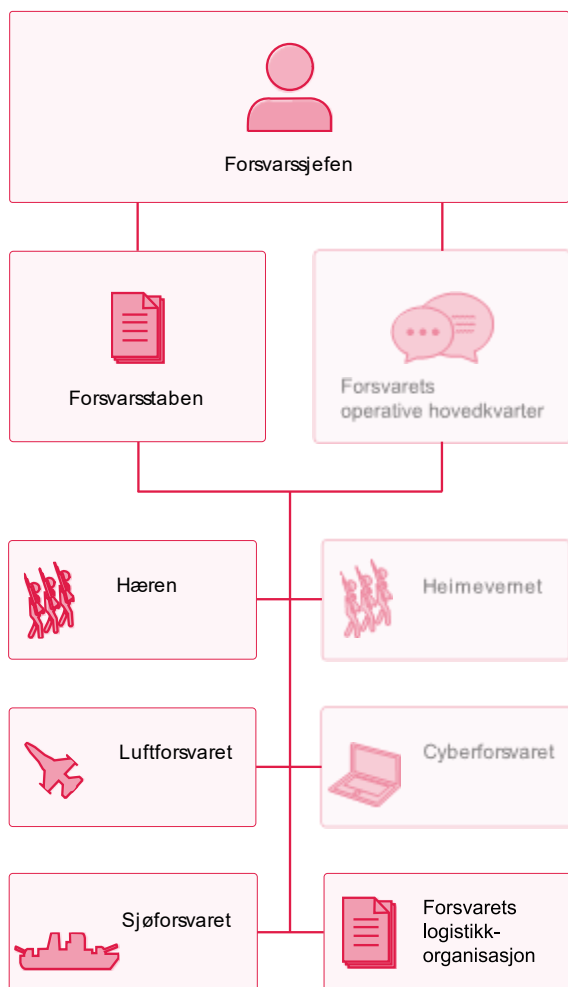 Forsvarssjefen
Forsvarsstaben
Forsvarets
operative hovedkvarter
Hæren
Heimevernet
Luftforsvaret
Cyberforsvaret
Sjøforsvaret
Forsvarets
logistikk-
organisasjon